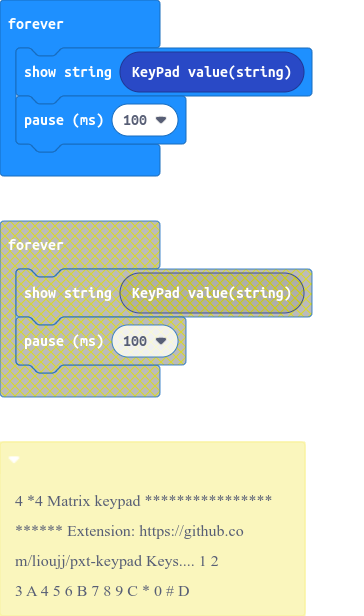 forever
show string KeyPad value(string)
pause (ms) 100
forever
show string KeyPad value(string)
pause (ms) 100
4 *4 Matrix keypad ****************
****** Extension: https://github.co
m/lioujj/pxt-keypad Keys.... 1 2
3 A 4 5 6 B 7 8 9 C * 0 # D